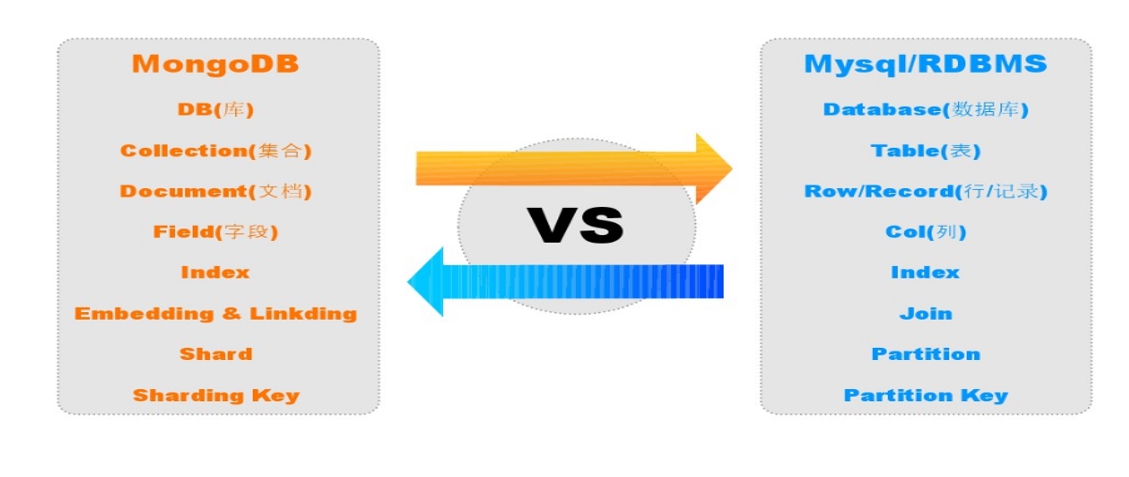 MongoDB
DB(库)
Collection(集合)
Document(文档)
Field(字段)
Index
Embedding & Linkding
Shard
Sharding Key
VS
Mysql/RDBMS
Database(数据库)
Table(表)
Row/Record(行/记录)
Col(列)
Index
Join
Partition
Partition Key